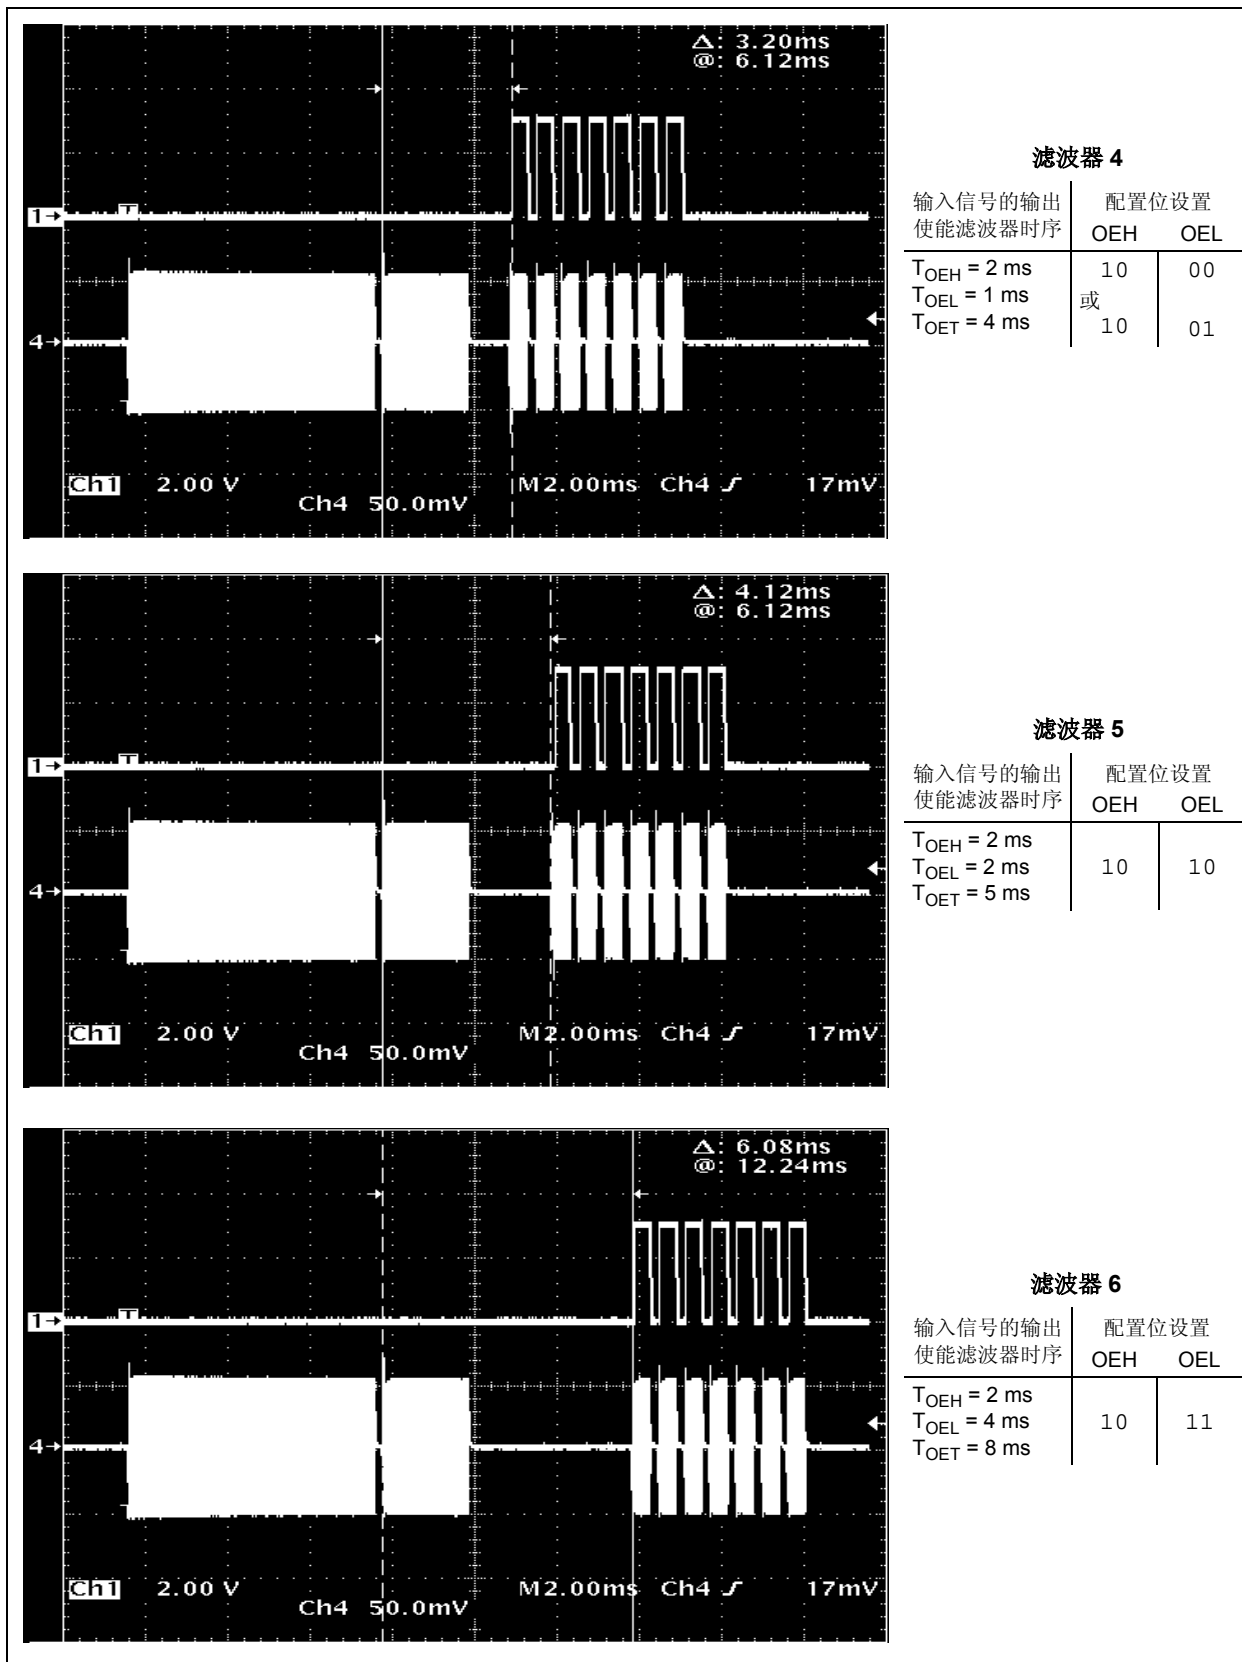 Δ: 3.20ms
@: 6.12ms
T
1
4
Ch1 2.00 V
Ch4 50.0mV
M2.00ms Ch4 17mV
滤波器 4
输入信号的输出
使能滤波器时序
配置位设置
OEH OEL
TOEH = 2 ms
TOEL = 1 ms
TOET = 4 ms
10 00
或
10 01
Δ: 4.12ms
@: 6.12ms
T
1
4
Ch1 2.00 V
Ch4 50.0mV
M2.00ms Ch4 17mV
滤波器 5
输入信号的输出
使能滤波器时序
配置位设置
OEH OEL
TOEH = 2 ms
TOEL = 2 ms
TOET = 5 ms
10 10
Δ: 6.08ms
@: 12.24ms
T
1
4
Ch1 2.00 V
Ch4 50.0mV
M2.00ms Ch4 17mV
滤波器 6
输入信号的输出
使能滤波器时序
配置位设置
OEH OEL
TOEH = 2 ms
TOEL = 4 ms
TOET = 8 ms
10 11